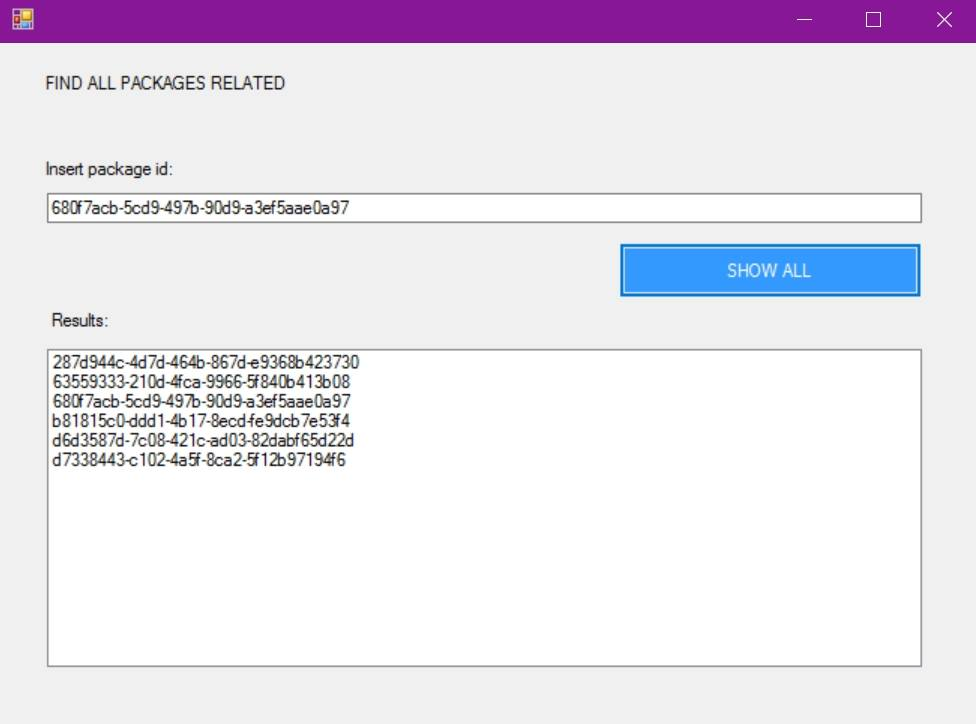 FIND ALL PACKAGES RELATED
Insert package id:
680f7acb-5cd9-497b-90d9-a3ef5aae0a97
SHOW ALL
Results:
287d944c-4d7d-464b-867d-e9368b423730
63559333-210d-4fca-9966-5f840b413b08
680f7acb-5cd9-497b-90d9-a3ef5aae0a97
b81815c0-ddd1-4b17-8ecd-fe9dcb7e53f4
d6d3587d-7c08-421c-ad03-82dabf65d22d
d7338443-c102-4a5f-8ca2-5f12b97194f6